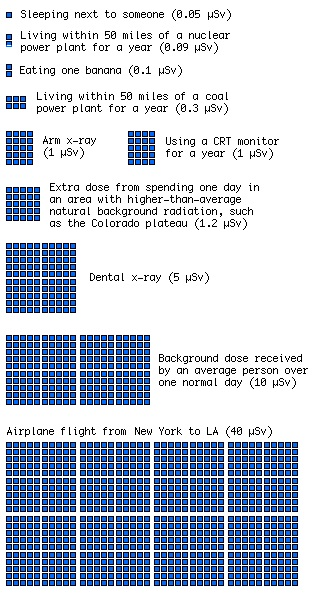 Sleeping next to someone (0.05 µSv)
Living within 50 miles of a nuclear
power plant for a year (0.09 µSv)
Eating one banana (0.1 µSv)
Living within 50 miles of a coal
power plant for a year (0.3 µSv)
Arm x-ray
(1 µSv)
Using a CRT monitor
for a year (1 µSv)
Extra dose from spending one day in
an area with higher-than-average
natural background radiation, such
as the Colorado plateau (1.2 µSv)
Dental x-ray (5 µSv)
Background dose received
by an average person over
one normal day (10 µSv)
Airplane flight from New York to LA (40 µSv)